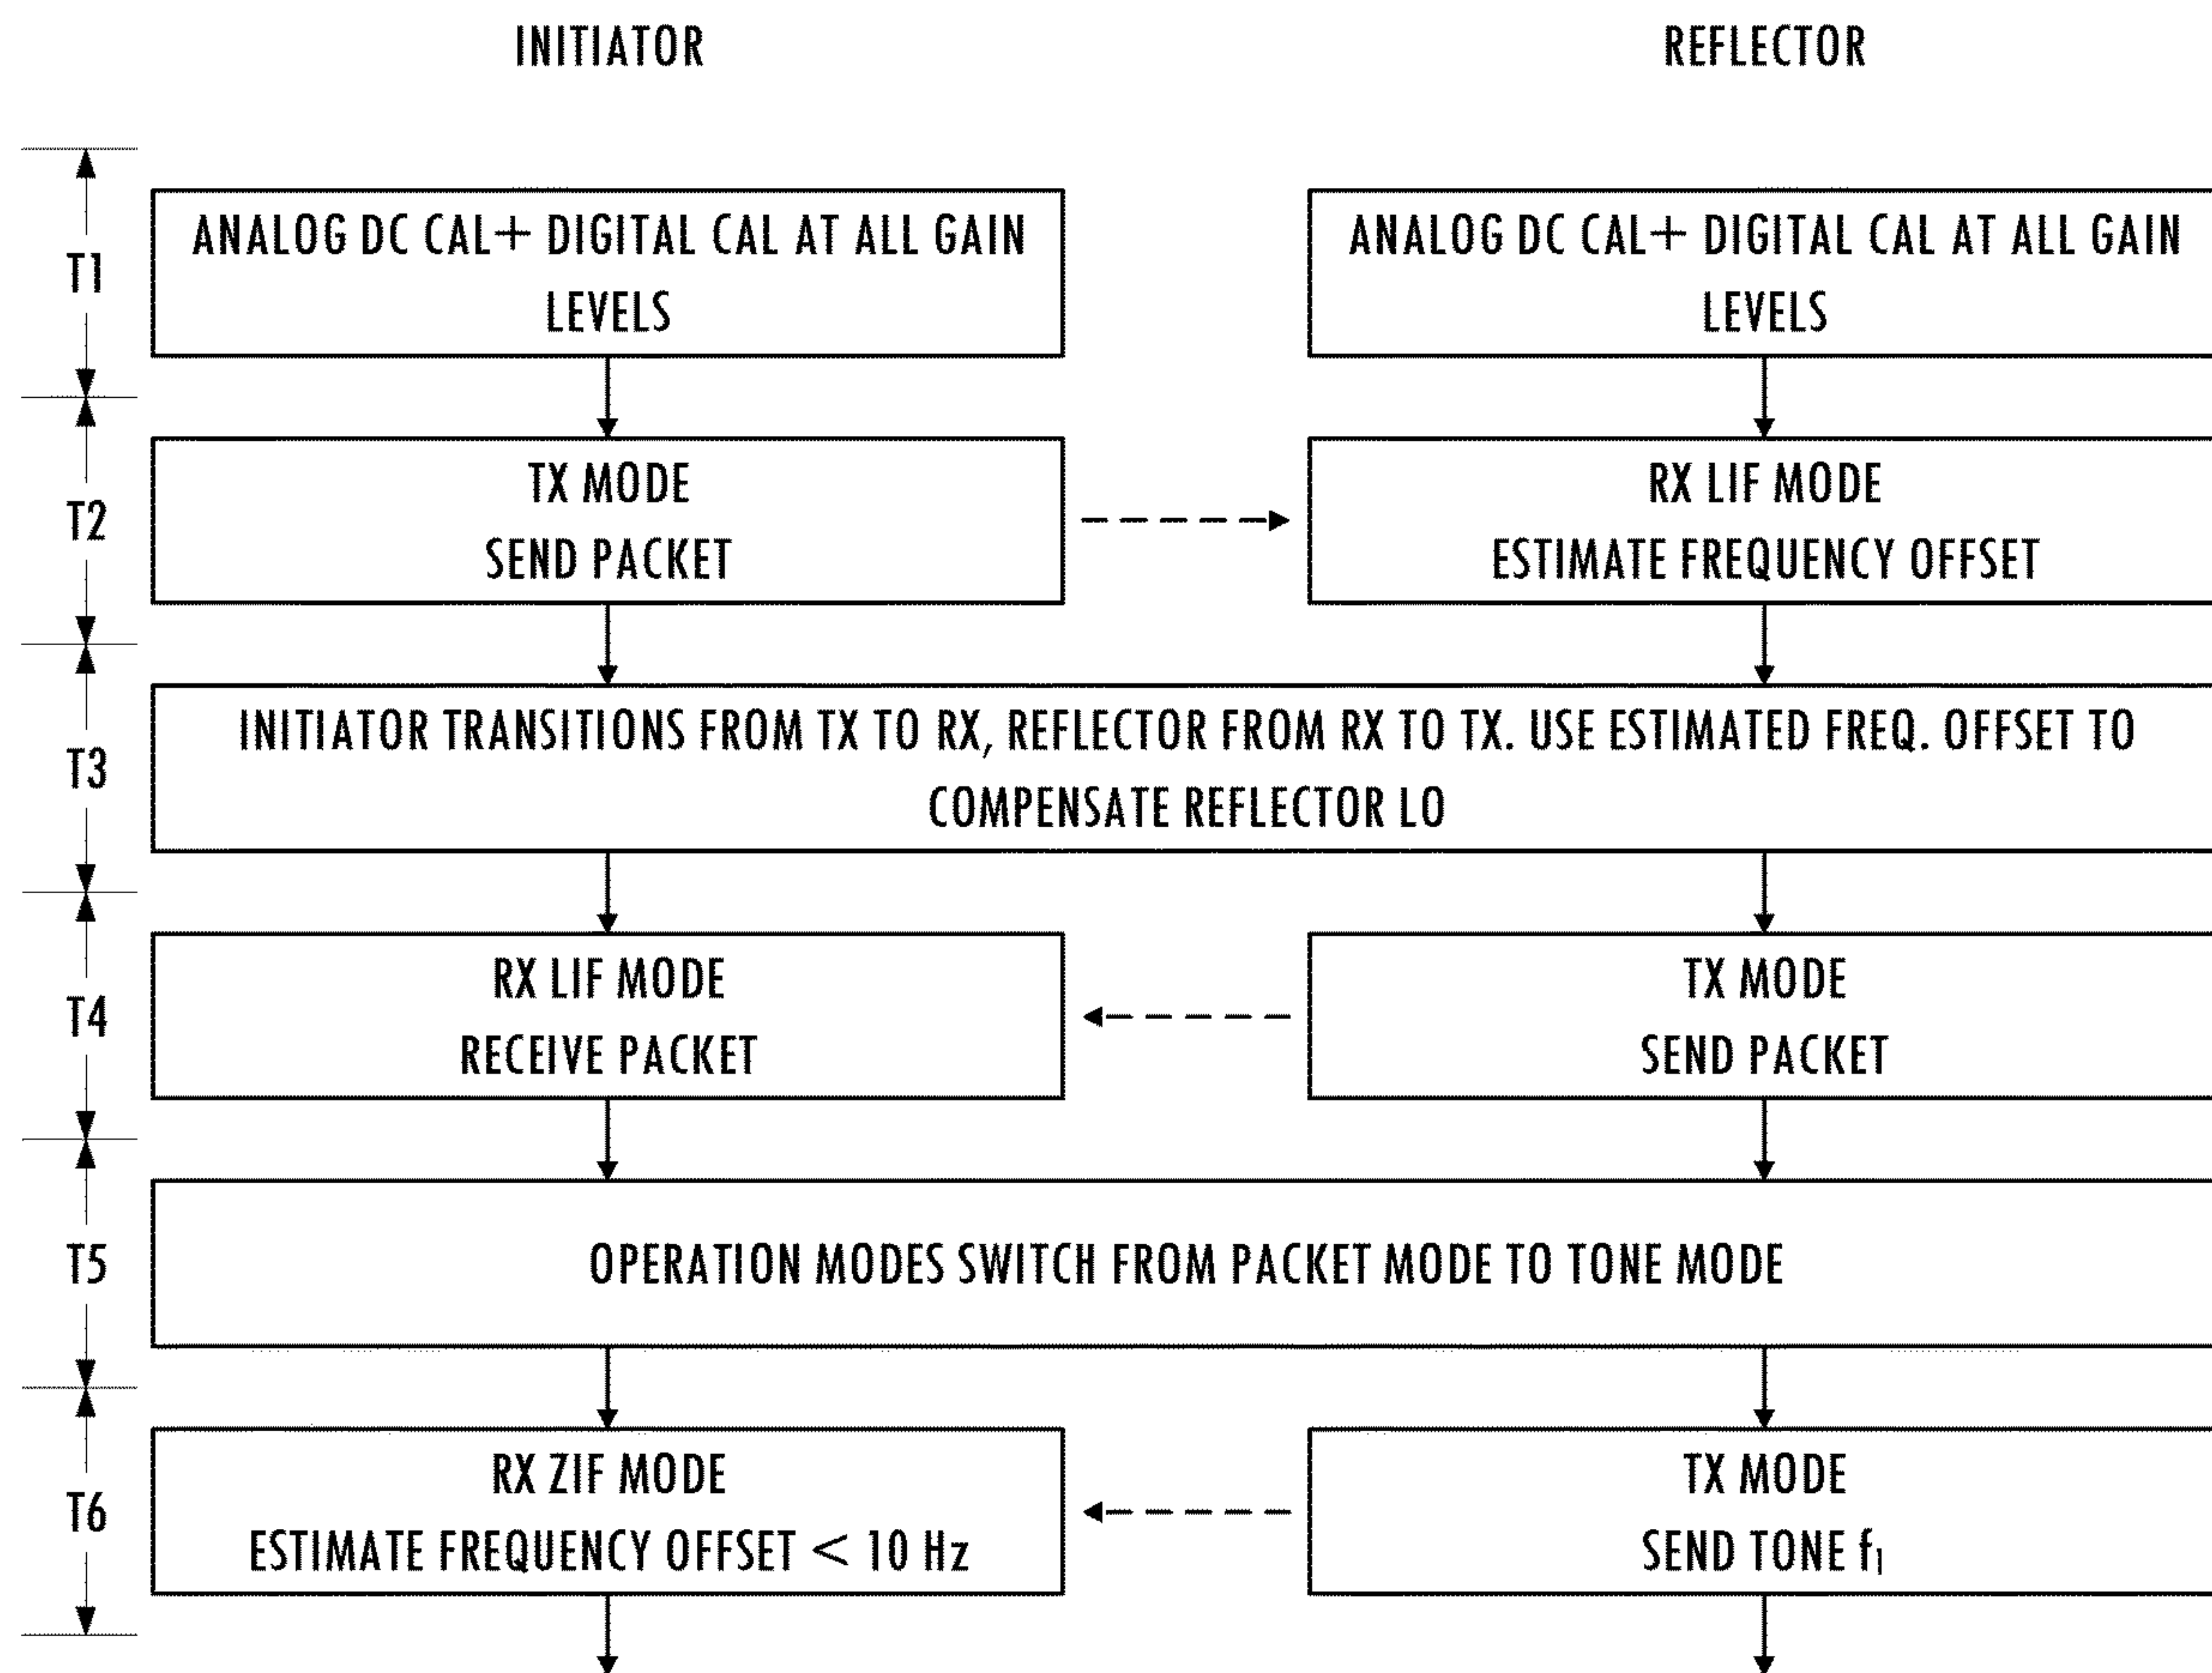 INITIATOR
REFLECTOR
T1
ANALOG DC CAL+ DIGITAL CAL AT ALL GAIN
LEVELS
ANALOG DC CAL+ DIGITAL CAL AT ALL GAIN
LEVELS
T2
TX MODE
SEND PACKET
RX LIF MODE
ESTIMATE FREQUENCY OFFSET
T3
INITIATOR TRANSITIONS FROM TX TO RX, REFLECTOR FROM RX TO TX. USE ESTIMATED FREQ. OFFSET TO
COMPENSATE REFLECTOR LO
T4
RX LIF MODE
RECEIVE PACKET
TX MODE
SEND PACKET
T5
OPERATION MODES SWITCH FROM PACKET MODE TO TONE MODE
T6
RX ZIF MODE
ESTIMATE FREQUENCY OFFSET < 10 Hz
TX MODE
SEND TONE f₁